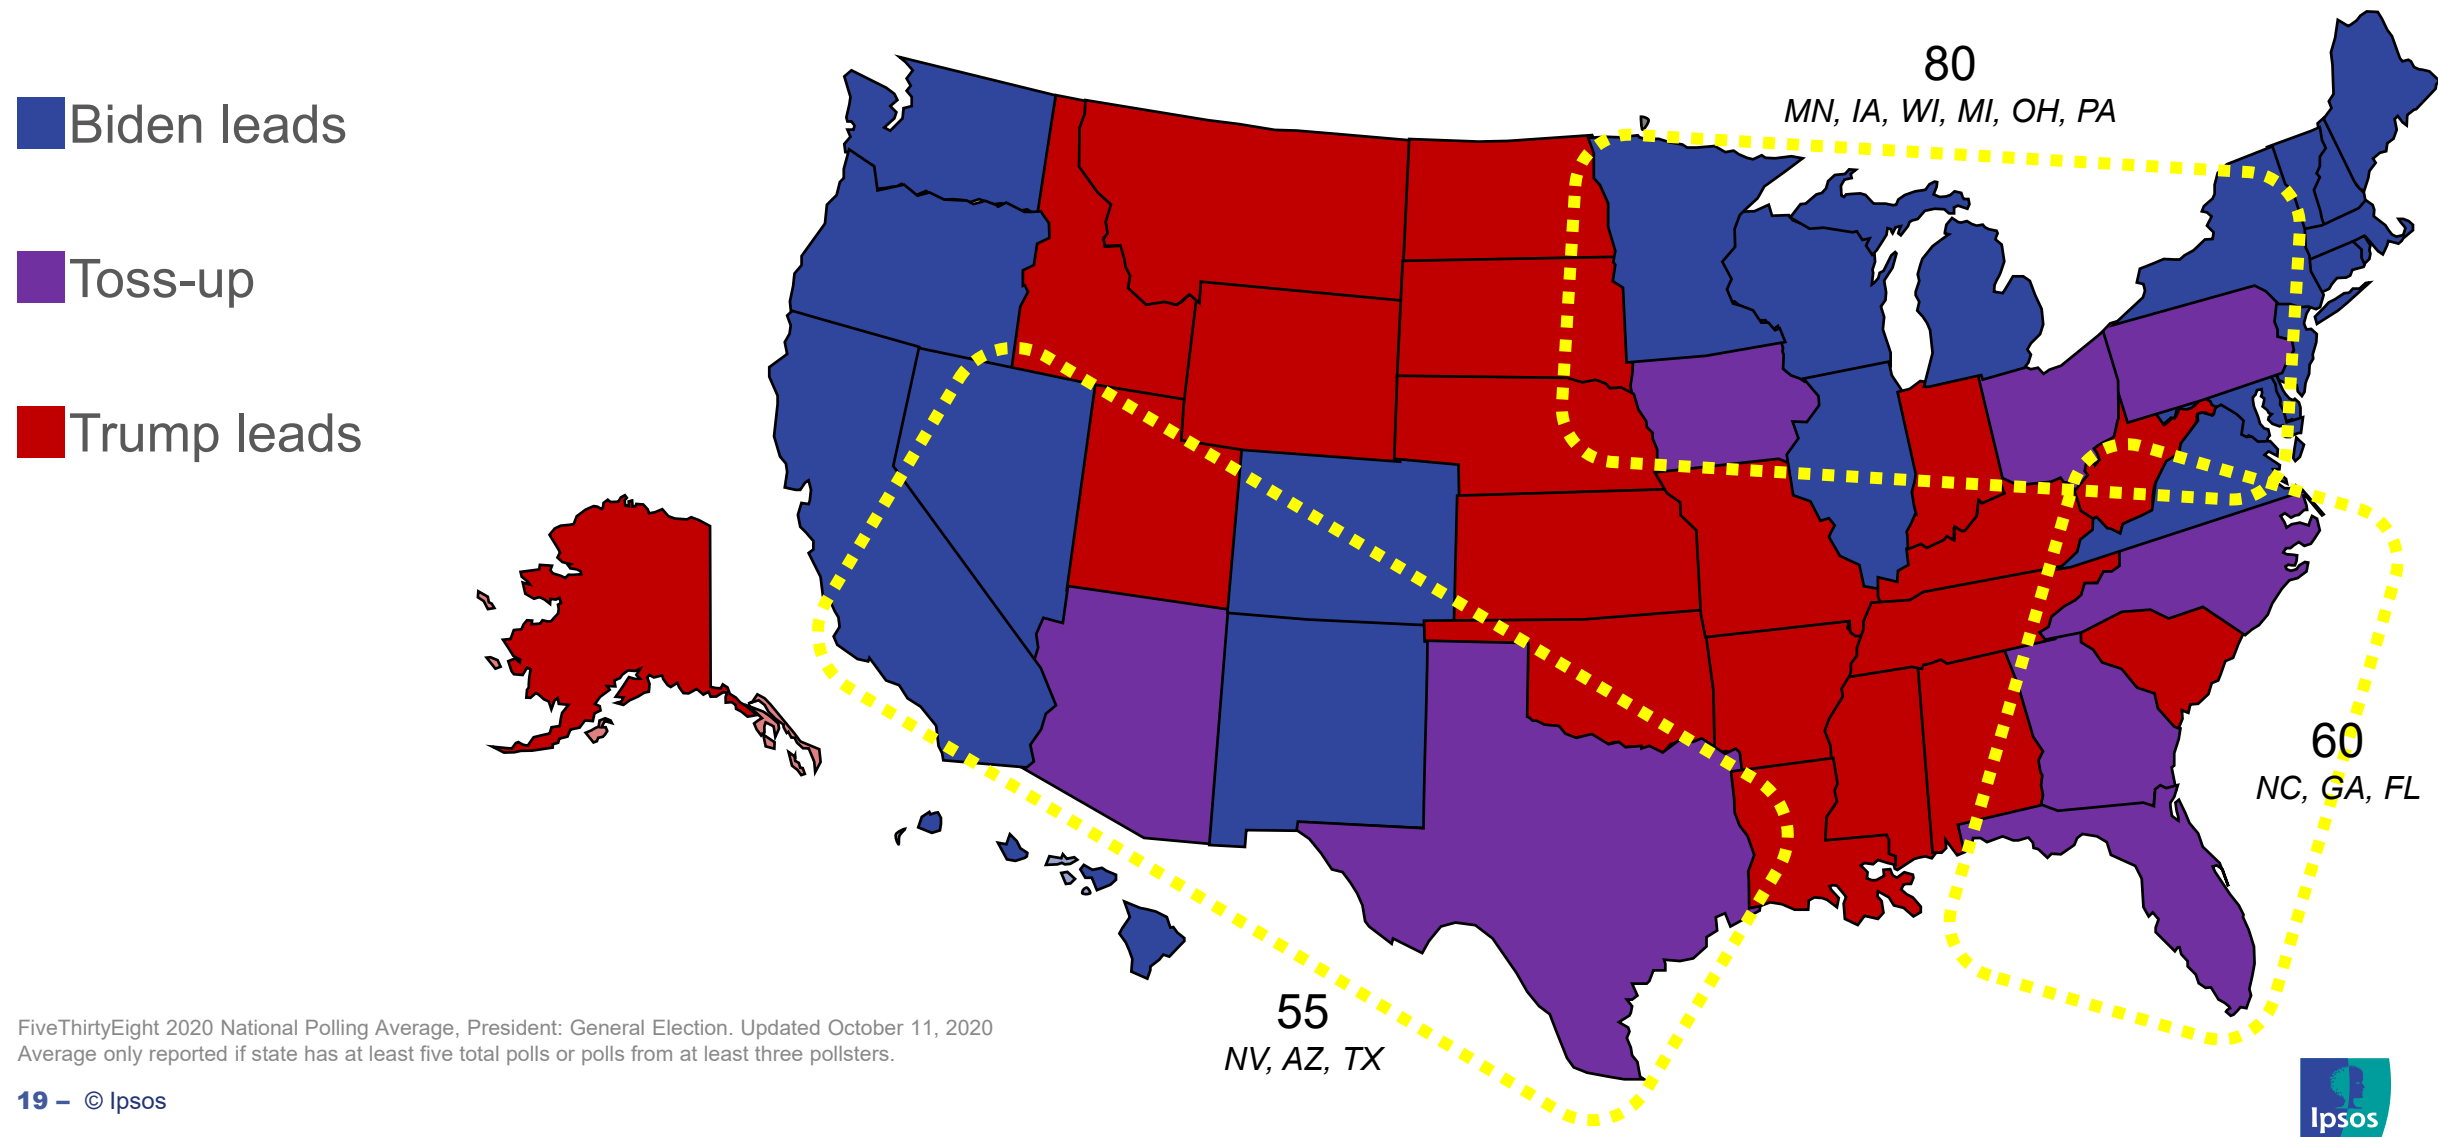 80
MN, IA, WI, MI, OH, PA
Biden leads
Toss-up
Trump leads
60
NC, GA, FL
55
NV, AZ, TX
FiveThirtyEight 2020 National Polling Average, President: General Election. Updated October 11, 2020
Average only reported if state has at least five total polls or polls from at least three pollsters.
19 – © Ipsos
Ipsos